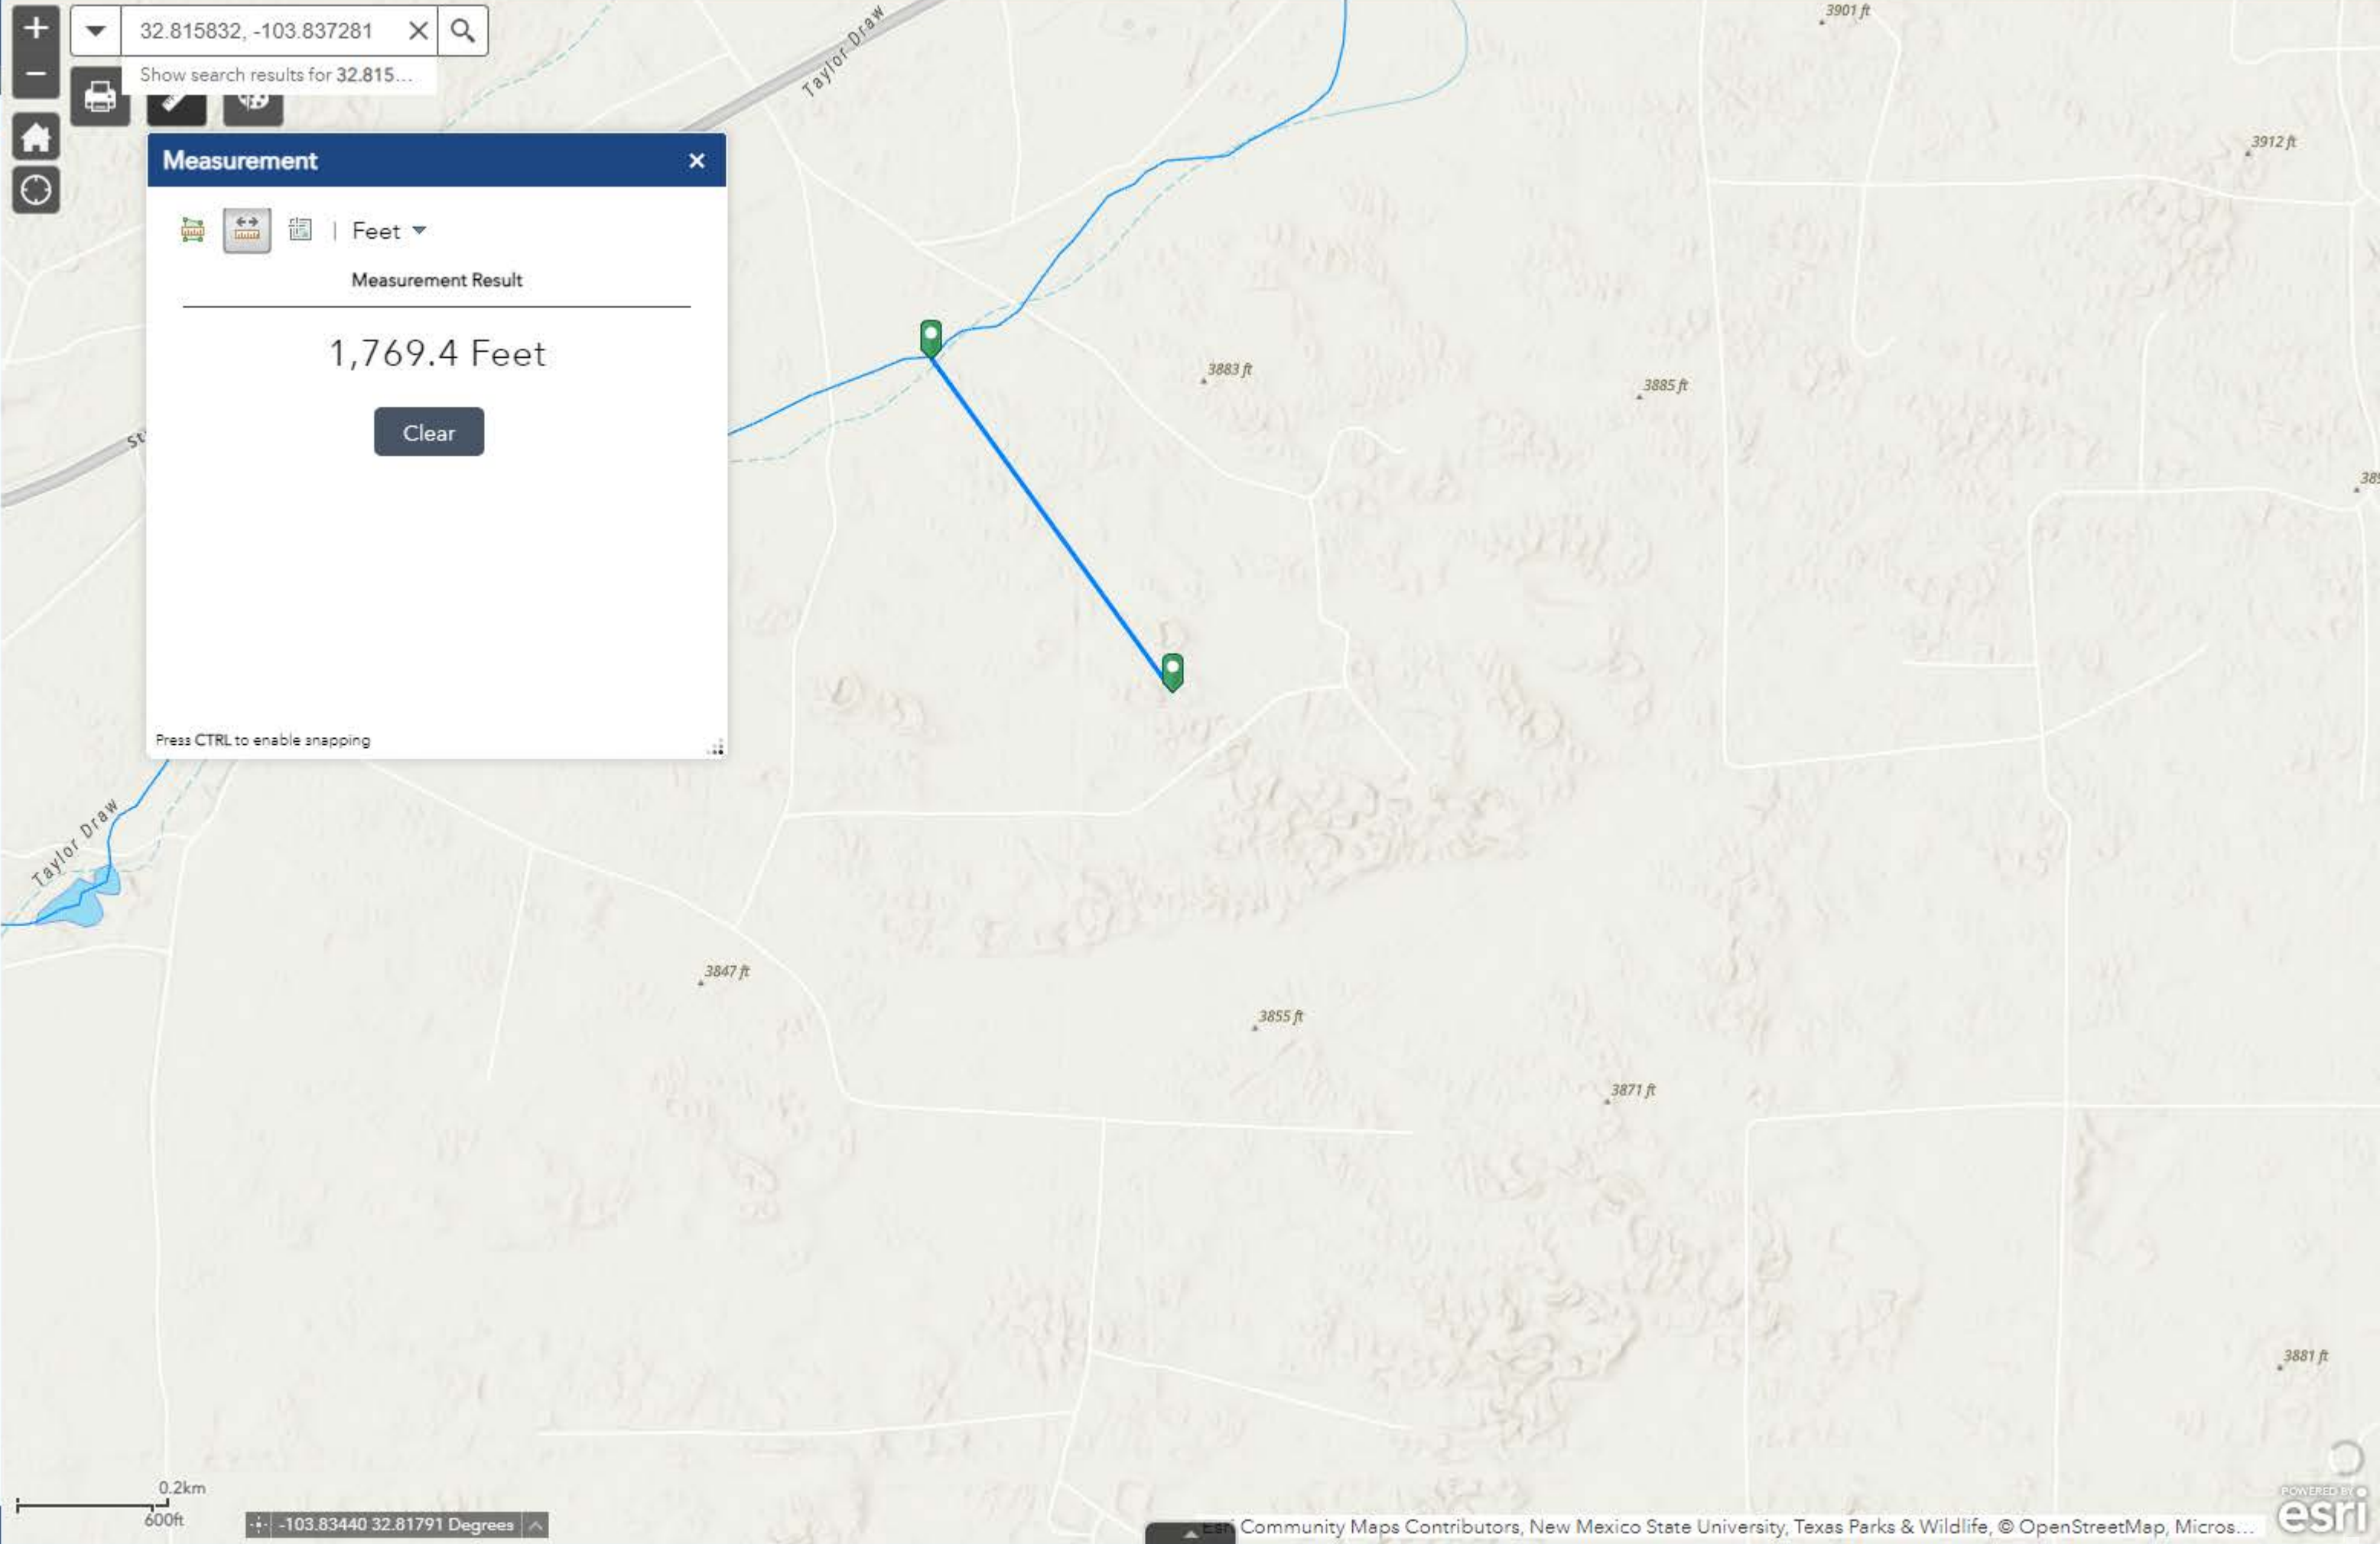 +
32.815832, -103.837281
Show search results for 32.815...
−
Measurement
Feet
Measurement Result
1,769.4 Feet
Clear
Press CTRL to enable snapping
Taylor Draw
Taylor Draw
3901 ft
3912 ft
3883 ft
3885 ft
3847 ft
3855 ft
3871 ft
3881 ft
0.2km
600ft
-103.83440 32.81791 Degrees
Esri Community Maps Contributors, New Mexico State University, Texas Parks & Wildlife, © OpenStreetMap, Micros...
POWERED BY
esri